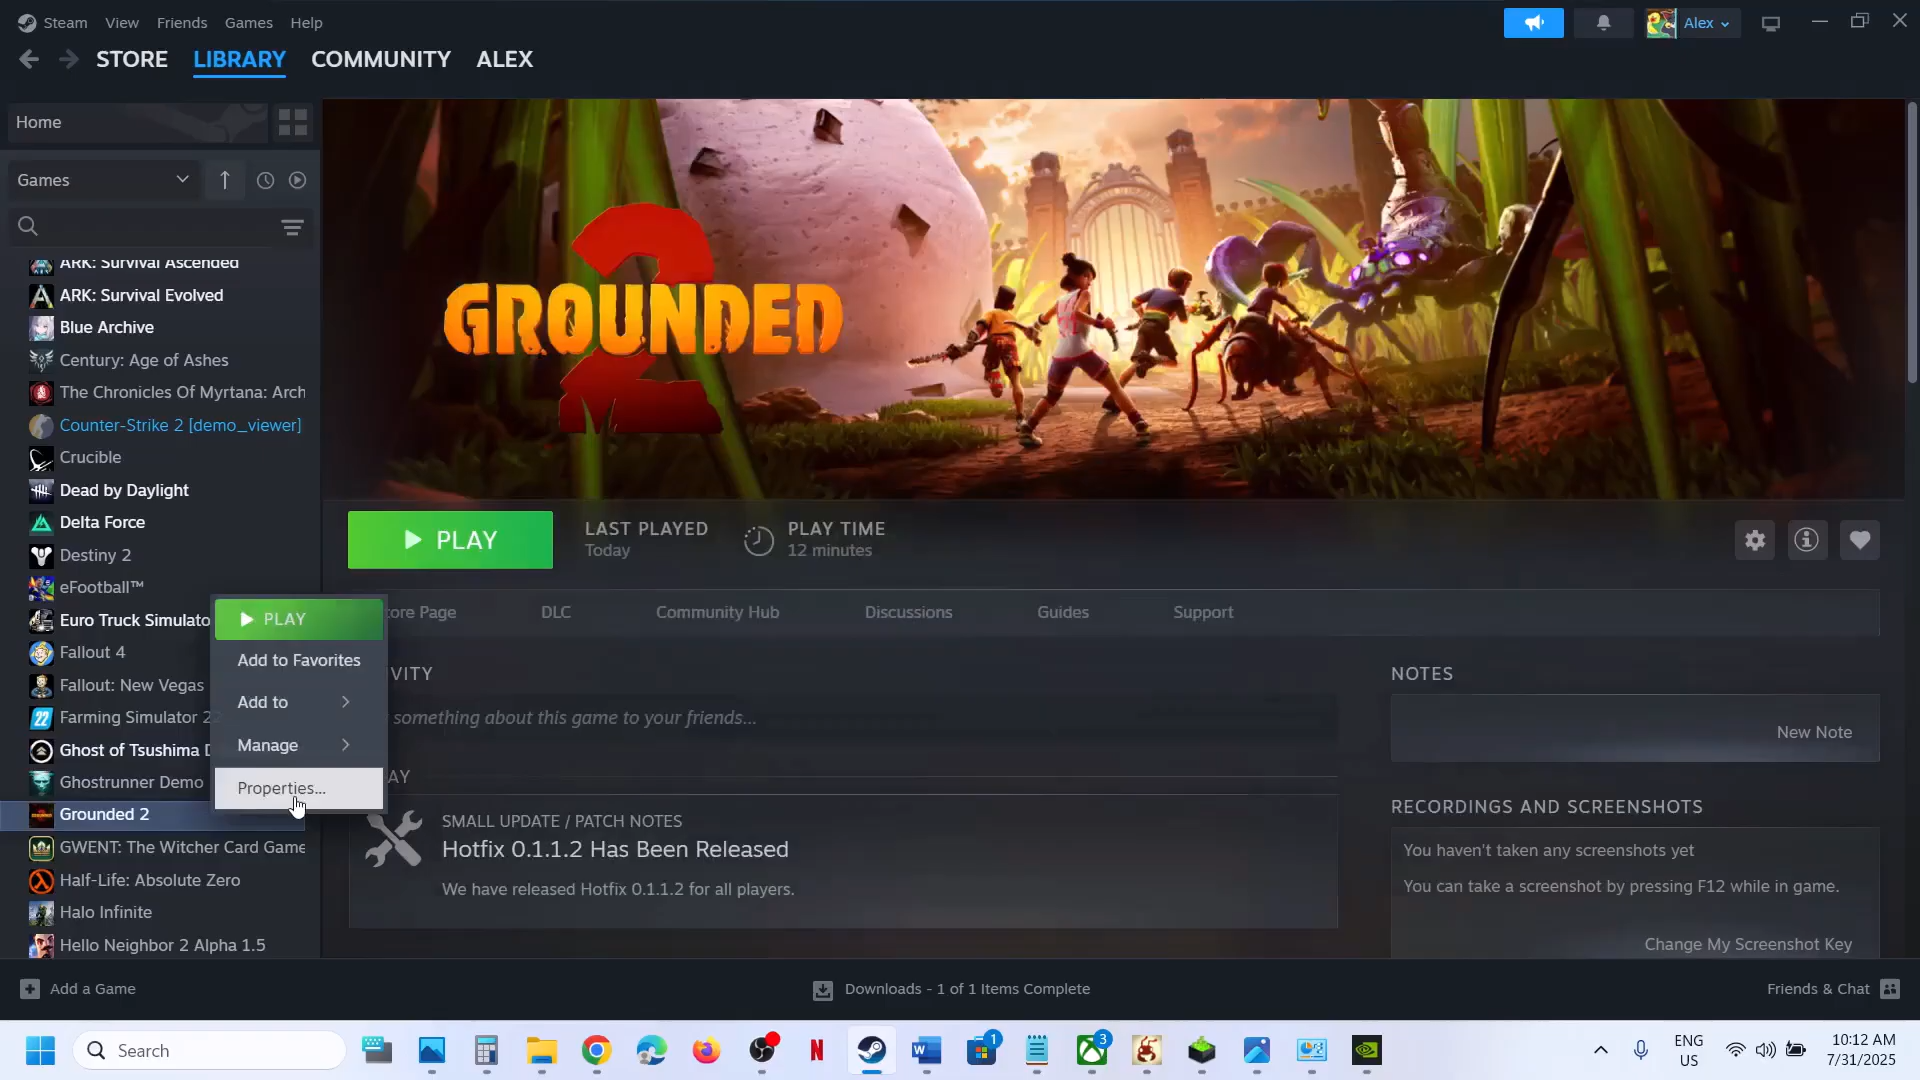 Steam View Friends Games Help
Alex
STORE LIBRARY COMMUNITY ALEX
Home
Games
ARK: Survival Ascended
ARK: Survival Evolved
Blue Archive
Century: Age of Ashes
The Chronicles Of Myrtana: Arch
Counter-Strike 2 [demo_viewer]
Crucible
Dead by Daylight
Delta Force
Destiny 2
eFootball™
Euro Truck Simulato
Fallout 4
Fallout: New Vegas
Farming Simulator 22
Ghost of Tsushima D
Ghostrunner Demo
Grounded 2
GWENT: The Witcher Card Game
Half-Life: Absolute Zero
Halo Infinite
Hello Neighbor 2 Alpha 1.5
PLAY
Add to Favorites
Add to
Manage
Properties...
GROUNDED
2
PLAY
LAST PLAYED
Today
PLAY TIME
12 minutes
ore Page DLC Community Hub Discussions Guides Support
VITY
something about this game to your friends...
AY
SMALL UPDATE / PATCH NOTES
Hotfix 0.1.1.2 Has Been Released
We have released Hotfix 0.1.1.2 for all players.
NOTES
New Note
RECORDINGS AND SCREENSHOTS
You haven't taken any screenshots yet
You can take a screenshot by pressing F12 while in game.
Change My Screenshot Key
Add a Game
Downloads - 1 of 1 Items Complete
Friends & Chat
Search
1
3
ENG
US
10:12 AM
7/31/2025